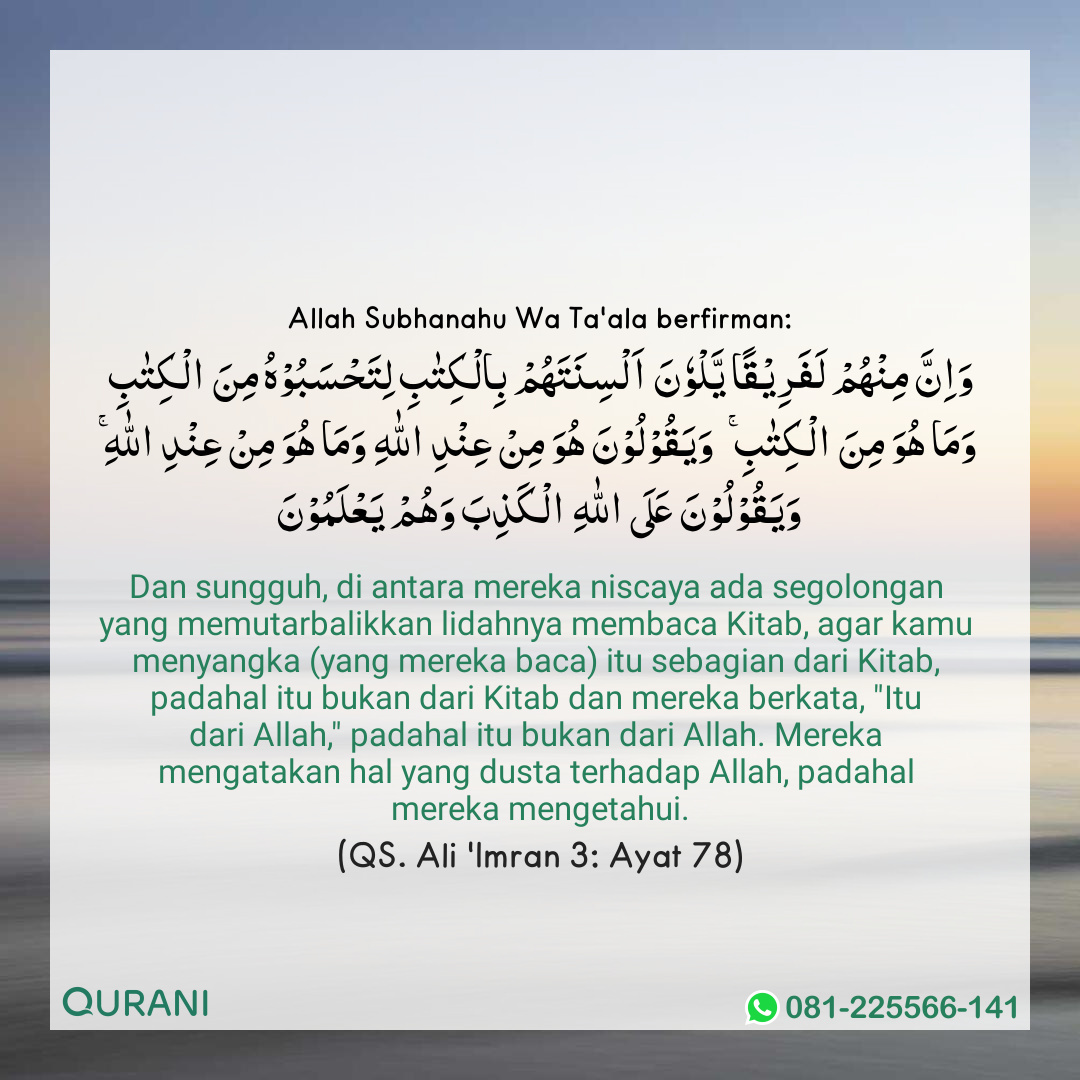 Allah Subhanahu Wa Ta'ala berfirman:
وَاِنَّ مِنْهُمْ لَفَرِيْقًا يَّلْوٗنَ اَلْسِنَتَهُمْ بِالْكِتٰبِ لِتَحْسَبُوْهُ مِنَ الْكِتٰبِ
وَمَا هُوَ مِنَ الْكِتٰبِۚ وَيَقُوْلُوْنَ هُوَ مِنْ عِنْدِ اللّٰهِ وَمَا هُوَ مِنْ عِنْدِ اللّٰهِۚ
وَيَقُوْلُوْنَ عَلَى اللّٰهِ الْكَذِبَ وَهُمْ يَعْلَمُوْنَ
Dan sungguh, di antara mereka niscaya ada segolongan
yang memutarbalikkan lidahnya membaca Kitab, agar kamu
menyangka (yang mereka baca) itu sebagian dari Kitab,
padahal itu bukan dari Kitab dan mereka berkata, "Itu
dari Allah," padahal itu bukan dari Allah. Mereka
mengatakan hal yang dusta terhadap Allah, padahal
mereka mengetahui.
(QS. Ali 'Imran 3: Ayat 78)
QURANI
081-225566-141